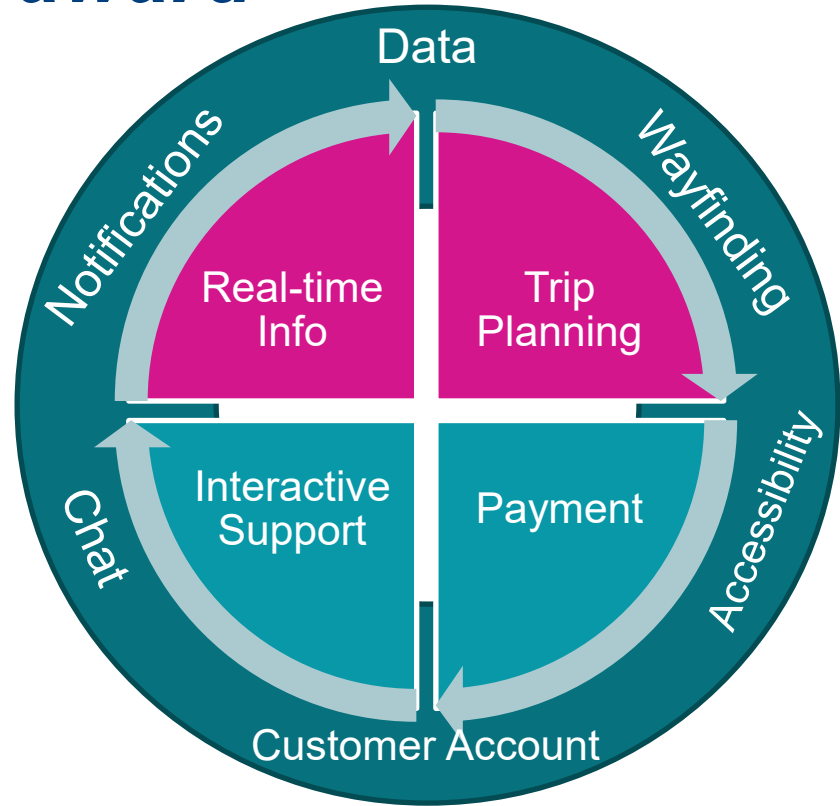 Data
Notifications
Wayfinding
Real-time
Info
Trip
Planning
Interactive
Support
Payment
Chat
Accessibility
Customer Account